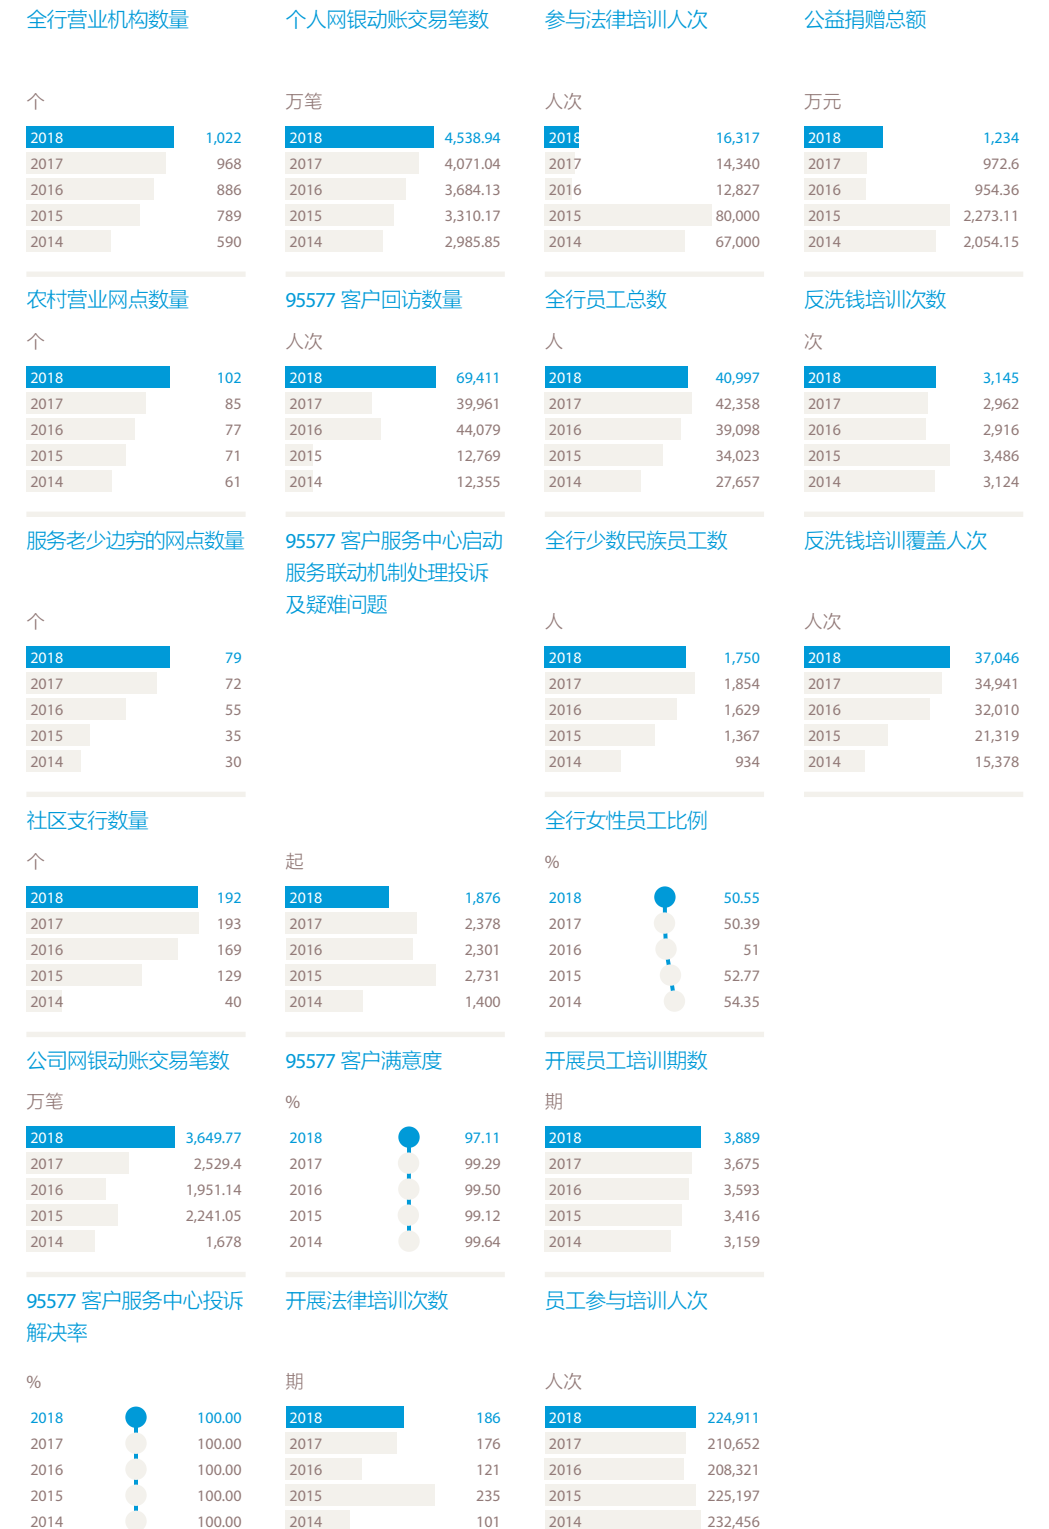 全行营业机构数量
个
2018 1,022
2017 968
2016 886
2015 789
2014 590
农村营业网点数量
个
2018 102
2017 85
2016 77
2015 71
2014 61
服务老少边穷的网点数量
个
2018 79
2017 72
2016 55
2015 35
2014 30
社区支行数量
个
2018 192
2017 193
2016 169
2015 129
2014 40
公司网银动账交易笔数
万笔
2018 3,649.77
2017 2,529.4
2016 1,951.14
2015 2,241.05
2014 1,678
95577 客户服务中心投诉
解决率
%
2018 100.00
2017 100.00
2016 100.00
2015 100.00
2014 100.00
个人网银动账交易笔数
万笔
2018 4,538.94
2017 4,071.04
2016 3,684.13
2015 3,310.17
2014 2,985.85
95577 客户回访数量
人次
2018 69,411
2017 39,961
2016 44,079
2015 12,769
2014 12,355
95577 客户服务中心启动
服务联动机制处理投诉
及疑难问题
起
2018 1,876
2017 2,378
2016 2,301
2015 2,731
2014 1,400
95577 客户满意度
%
2018 97.11
2017 99.29
2016 99.50
2015 99.12
2014 99.64
开展法律培训次数
期
2018 186
2017 176
2016 121
2015 235
2014 101
参与法律培训人次
人次
2018 16,317
2017 14,340
2016 12,827
2015 80,000
2014 67,000
全行员工总数
人
2018 40,997
2017 42,358
2016 39,098
2015 34,023
2014 27,657
全行少数民族员工数
人
2018 1,750
2017 1,854
2016 1,629
2015 1,367
2014 934
全行女性员工比例
%
2018 50.55
2017 50.39
2016 51
2015 52.77
2014 54.35
开展员工培训期数
期
2018 3,889
2017 3,675
2016 3,593
2015 3,416
2014 3,159
员工参与培训人次
人次
2018 224,911
2017 210,652
2016 208,321
2015 225,197
2014 232,456
公益捐赠总额
万元
2018 1,234
2017 972.6
2016 954.36
2015 2,273.11
2014 2,054.15
反洗钱培训次数
次
2018 3,145
2017 2,962
2016 2,916
2015 3,486
2014 3,124
反洗钱培训覆盖人次
人次
2018 37,046
2017 34,941
2016 32,010
2015 21,319
2014 15,378